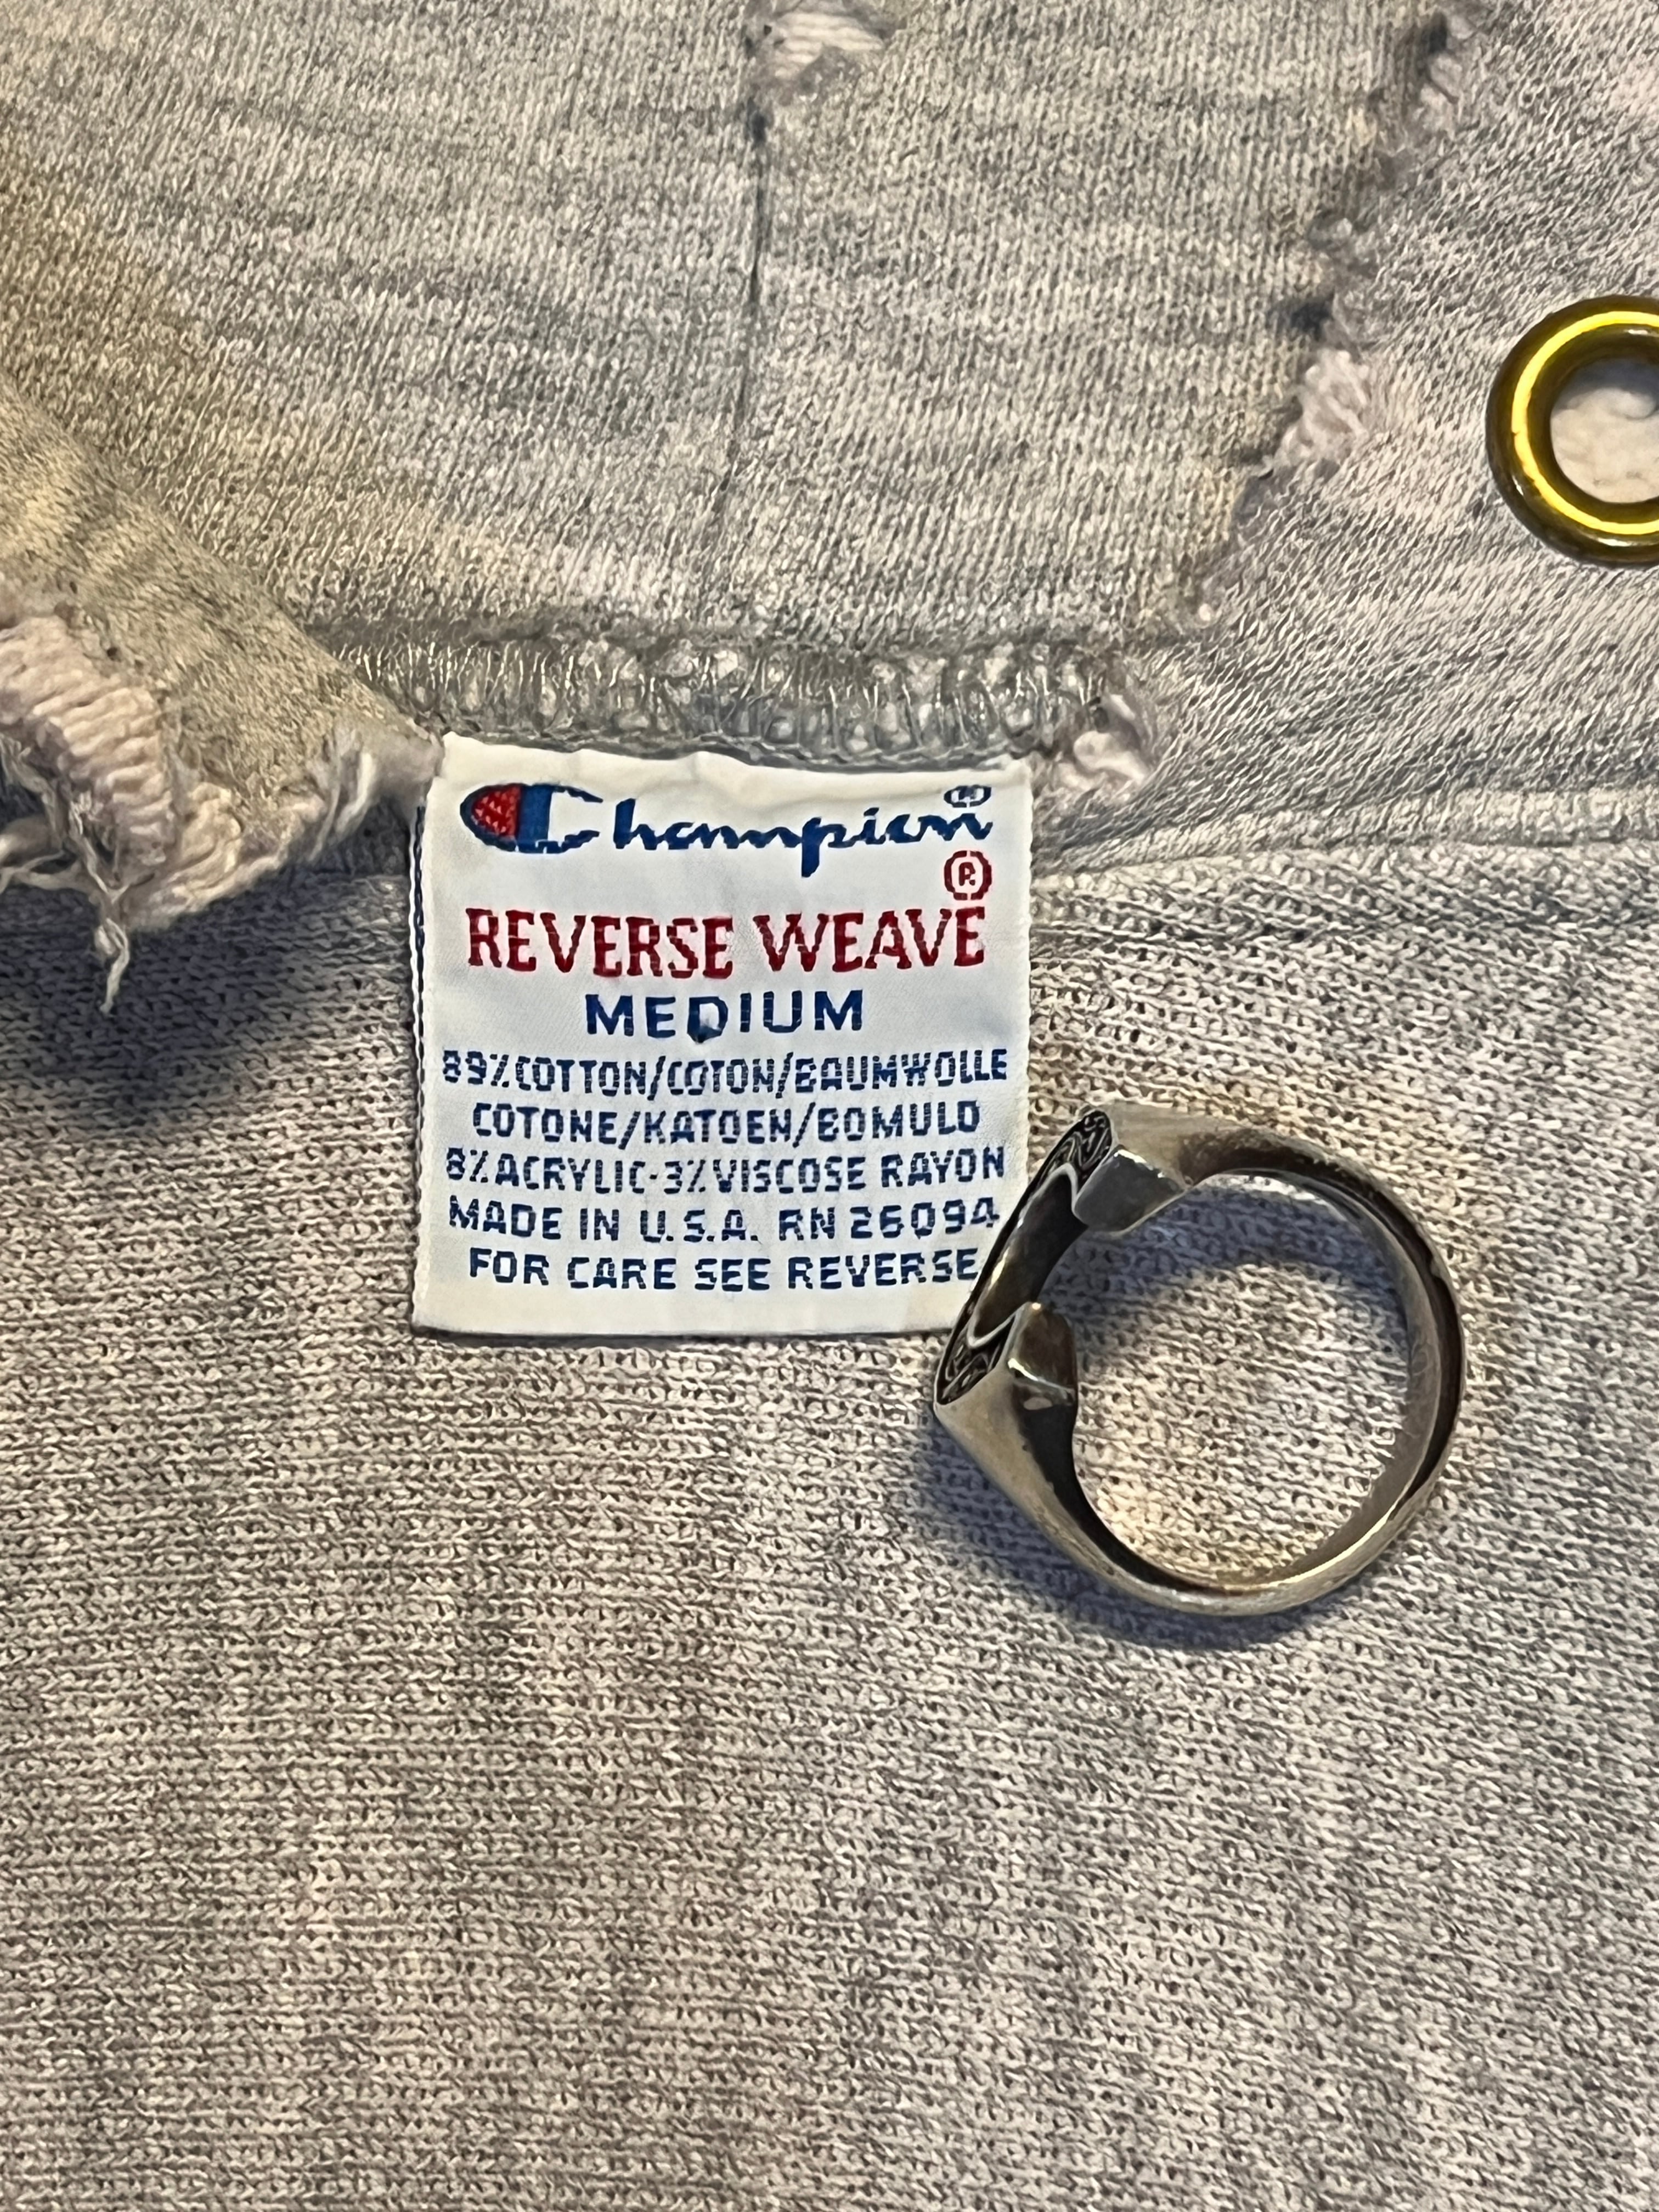 Champion®
®
REVERSE WEAVE
MEDIUM
89% COTTON/COTON/BAUMWOLLE
COTONE/KATOEN/BOMULD
8% ACRYLIC-3% VISCOSE RAYON
MADE IN U.S.A. RN 26094
FOR CARE SEE REVERSE